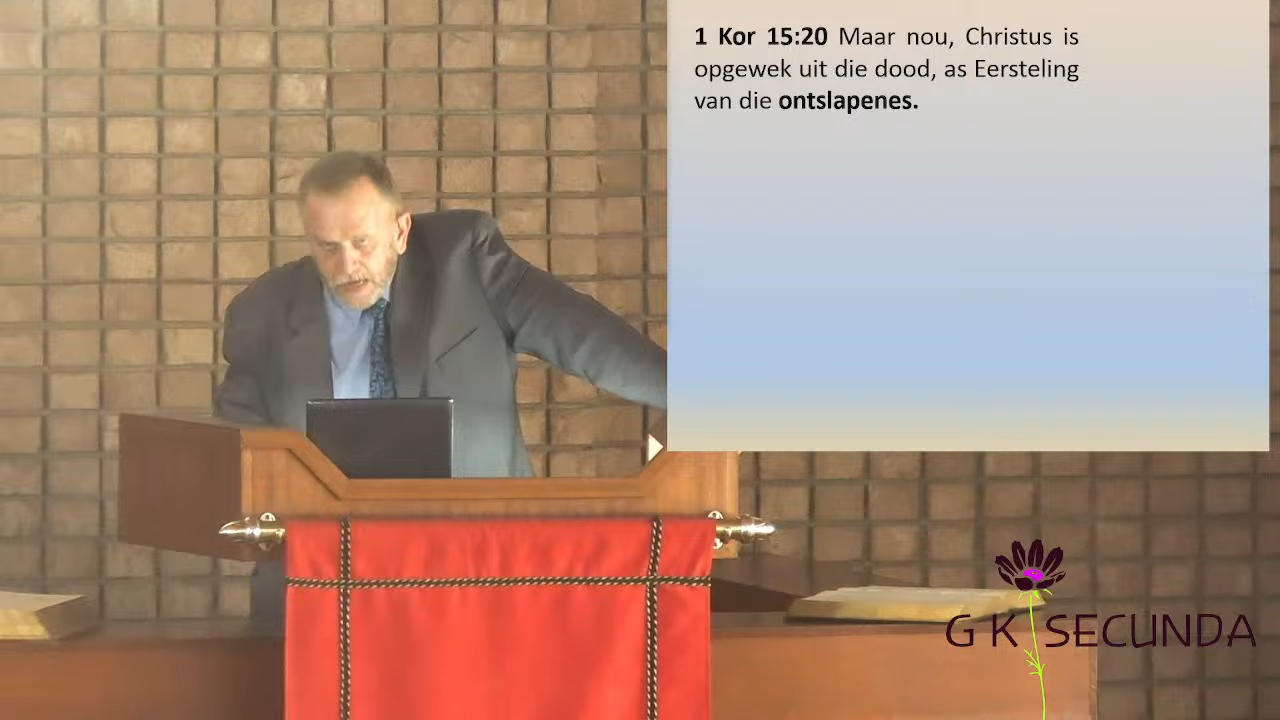 1 Kor 15:20 Maar nou, Christus is
opgewek uit die dood, as Eersteling
van die ontslapenes.
G K SECUNDA